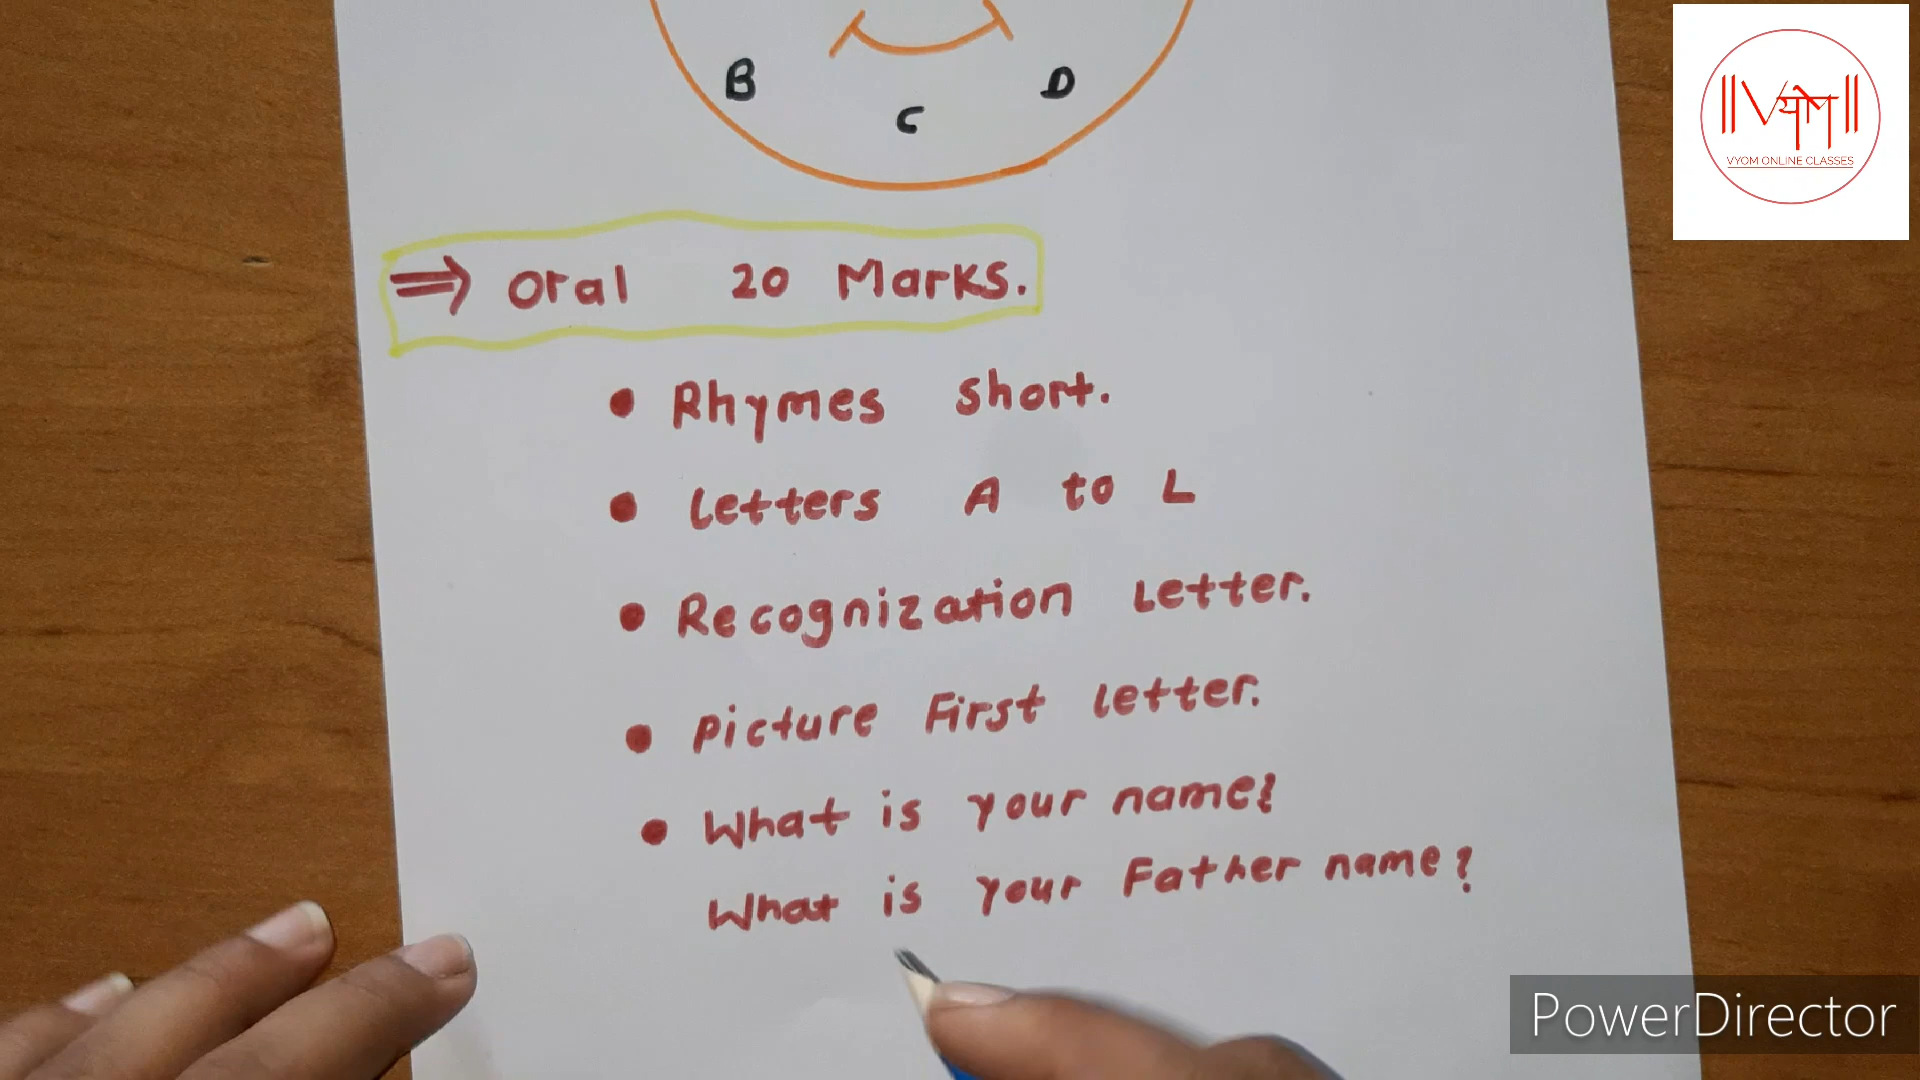 B
C
D
||Vयोम||
VYOM ONLINE CLASSES
⇒ Oral 20 Marks.
• Rhymes Short.
• Letters A to L
• Recognization Letter.
• Picture First Letter.
• What is your name?
What is your Father name?
PowerDirector